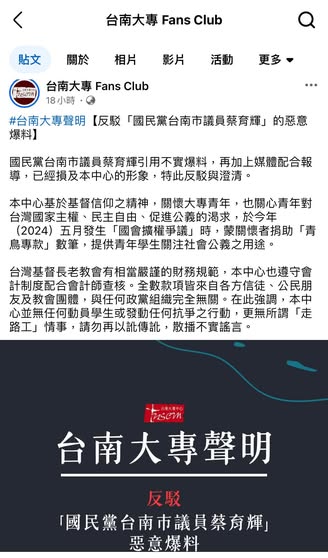 台南大專 Fans Club
貼文
關於
相片
影片
活動
更多
台南大專 Fans Club
18小時 ·
#台南大專聲明【反駁「國民黨台南市議員蔡育輝」的惡意
爆料】
國民黨台南市議員蔡育輝引用不實爆料，再加上媒體配合報
導，已經損及本中心的形象，特此反駁與澄清。
本中心基於基督信仰之精神，關懷大專青年，也關心青年對
台灣國家主權、民主自由、促進公義的渴求，於今年
（2024）五月發生「國會擴權爭議」時，蒙關懷者捐助「青
鳥專款」數筆，提供青年學生關注社會公義之用途。
台灣基督長老教會有相當嚴謹的財務規範，本中心也遵守會
計制度配合會計師查核。全數款項皆來自各方信徒、公民朋
友及教會團體，與任何政黨組織完全無關。在此強調，本中
心並無任何動員學生或發動任何抗爭之行動，更無所謂「走
路工」情事，請勿再以訛傳訛，散播不實謠言。
台南大專聲明
反駁
「國民黨台南市議員蔡育輝」
惡意爆料